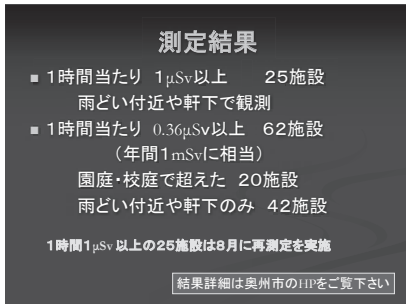 測定結果
■ 1時間当たり 1μSv以上 25施設
雨どい付近や軒下で観測
■ 1時間当たり 0.36μSv以上 62施設
（年間1mSvに相当）
園庭・校庭で超えた 20施設
雨どい付近や軒下のみ 42施設
1時間1μSv以上の25施設は8月に再測定を実施
結果詳細は奥州市のHPをご覧下さい